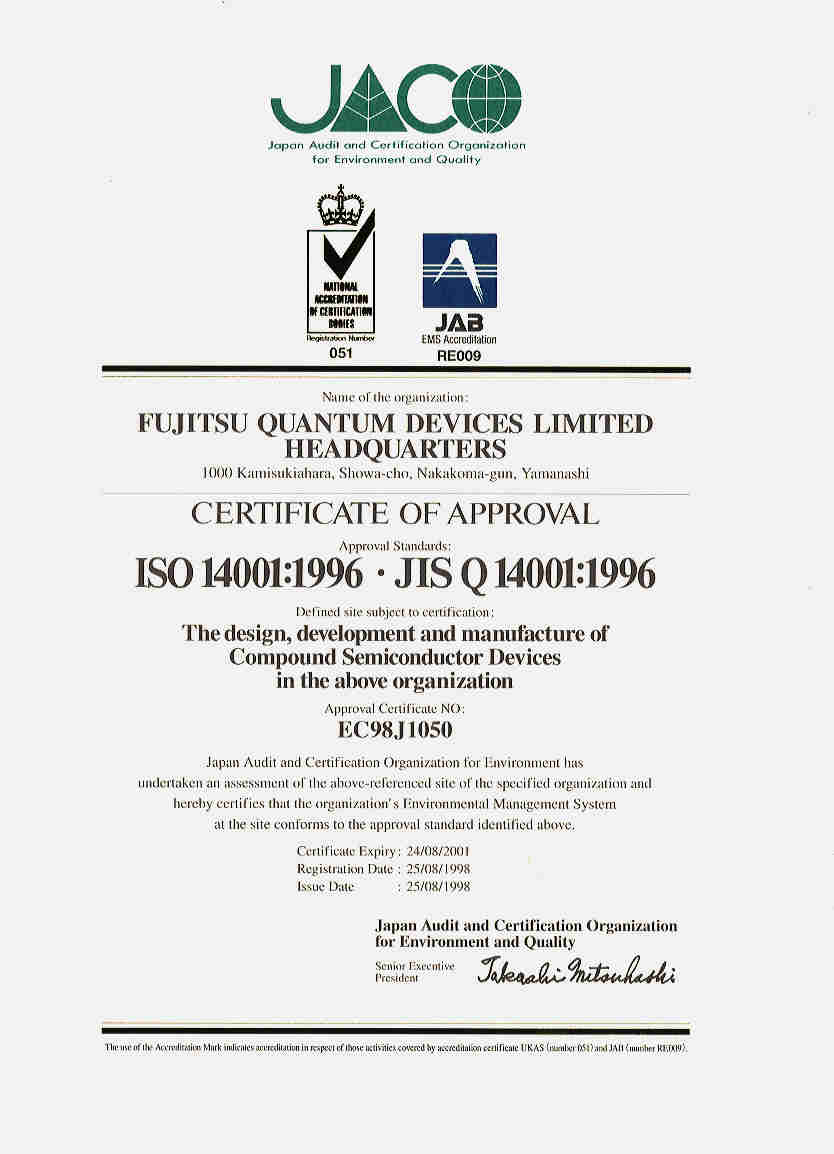 JACO
Japan Audit and Certification Organization
for Environment and Quality
NATIONAL
ACCREDITATION
OF CERTIFICATION
BODIES
Registration Number
051
JAB
EMS Accreditation
RE009
Name of the organization:
FUJITSU QUANTUM DEVICES LIMITED
HEADQUARTERS
1000 Kamisukiahara, Showa-cho, Nakakoma-gun, Yamanashi
CERTIFICATE OF APPROVAL
Approval Standards:
ISO 14001:1996 · JIS Q 14001:1996
Defined site subject to certification:
The design, development and manufacture of
Compound Semiconductor Devices
in the above organization
Approval Certificate NO:
EC98J1050
Japan Audit and Certification Organization for Environment has
undertaken an assessment of the above-referenced site of the specified organization and
hereby certifies that the organization's Environmental Management System
at the site conforms to the approval standard identified above.
Certificate Expiry: 24/08/2001
Registration Date : 25/08/1998
Issue Date : 25/08/1998
Japan Audit and Certification Organization
for Environment and Quality
Senior Executive
President
Takaashi Mitsuhashi
The use of the Accreditation Mark indicates accreditation in respect of those activities covered by accreditation certificate UKAS (number 051) and JAB (number RE009).